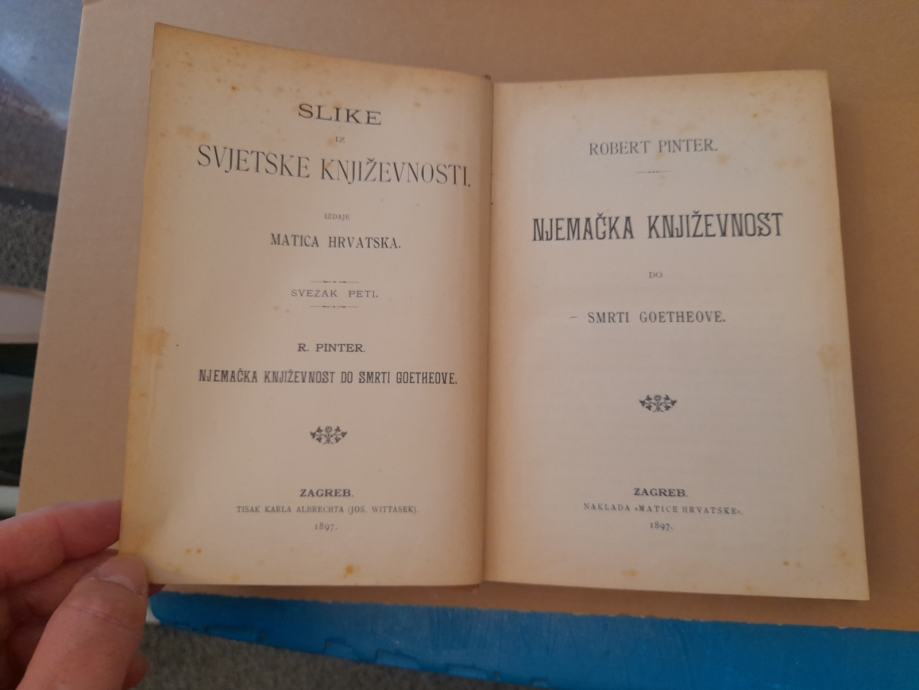 SLIKE
IZ
SVJETSKE KNJIŽEVNOSTI.
IZDAJE
MATICA HRVATSKA.
SVEZAK PETI.
R. PINTER.
NJEMAČKA KNJIŽEVNOST DO SMRTI GOETHEOVE.
ZAGREB.
TISAK KARLA ALBRECHTA (JOS. WITTASEK).
1897.
ROBERT PINTER.
NJEMAČKA KNJIŽEVNOST
DO
SMRTI GOETHEOVE.
ZAGREB.
NAKLADA »MATICE HRVATSKE«.
1897.